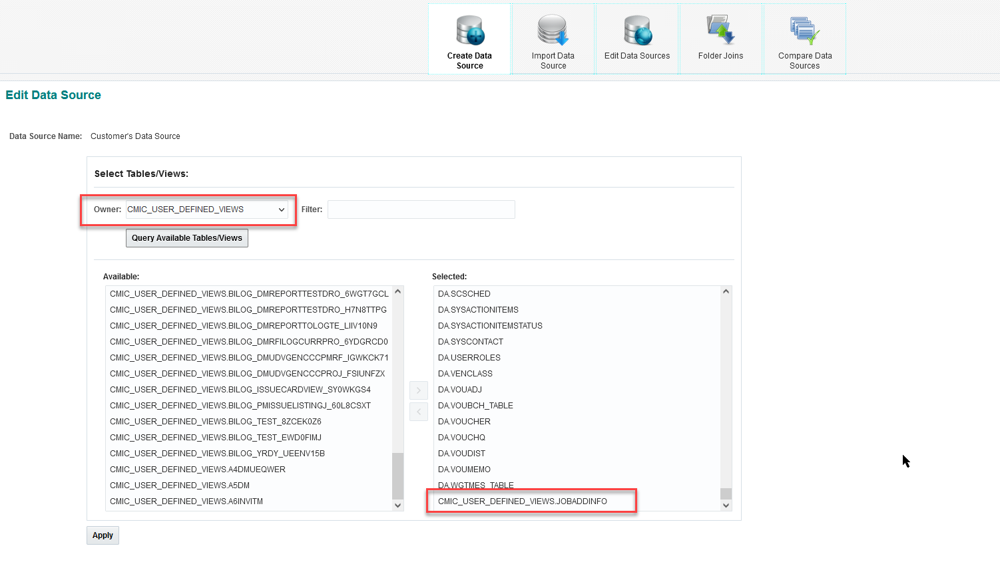 Create Data
Source
Import Data
Source
Edit Data Sources
Folder Joins
Compare Data
Sources
Edit Data Source
Data Source Name: Customer's Data Source
Select Tables/Views:
Owner: CMIC_USER_DEFINED_VIEWS Filter:
Query Available Tables/Views
Available:
CMIC_USER_DEFINED_VIEWS.BILOG_DMREPORTTESTDRO_6WGT7GCL
CMIC_USER_DEFINED_VIEWS.BILOG_DMREPORTTESTDRO_H7N8TTPG
CMIC_USER_DEFINED_VIEWS.BILOG_DMREPORTTOLOGTE_LIIV10N9
CMIC_USER_DEFINED_VIEWS.BILOG_DMRFILOGCURRPRO_6YDGRCD0
CMIC_USER_DEFINED_VIEWS.BILOG_DMUDVGENCCCPMRF_IGWKCK71
CMIC_USER_DEFINED_VIEWS.BILOG_DMUDVGENCCCPROJ_FSIUNFZX
CMIC_USER_DEFINED_VIEWS.BILOG_ISSUECARDVIEW_SY0WKGS4
CMIC_USER_DEFINED_VIEWS.BILOG_PMISSUELISTINGJ_60L8CSXT
CMIC_USER_DEFINED_VIEWS.BILOG_TEST_8ZCEK0Z6
CMIC_USER_DEFINED_VIEWS.BILOG_TEST_EWD0FIMJ
CMIC_USER_DEFINED_VIEWS.BILOG_YRDY_UEENV15B
CMIC_USER_DEFINED_VIEWS.A4DMUEQWER
CMIC_USER_DEFINED_VIEWS.A5DM
CMIC_USER_DEFINED_VIEWS.A6INVITM
Selected:
DA.SCSCHED
DA.SYSACTIONITEMS
DA.SYSACTIONITEMSTATUS
DA.SYSCONTACT
DA.USERROLES
DA.VENCLASS
DA.VOUADJ
DA.VOUBCH_TABLE
DA.VOUCHER
DA.VOUCHQ
DA.VOUDIST
DA.VOUMEMO
DA.WGTMES_TABLE
CMIC_USER_DEFINED_VIEWS.JOBADDINFO
Apply